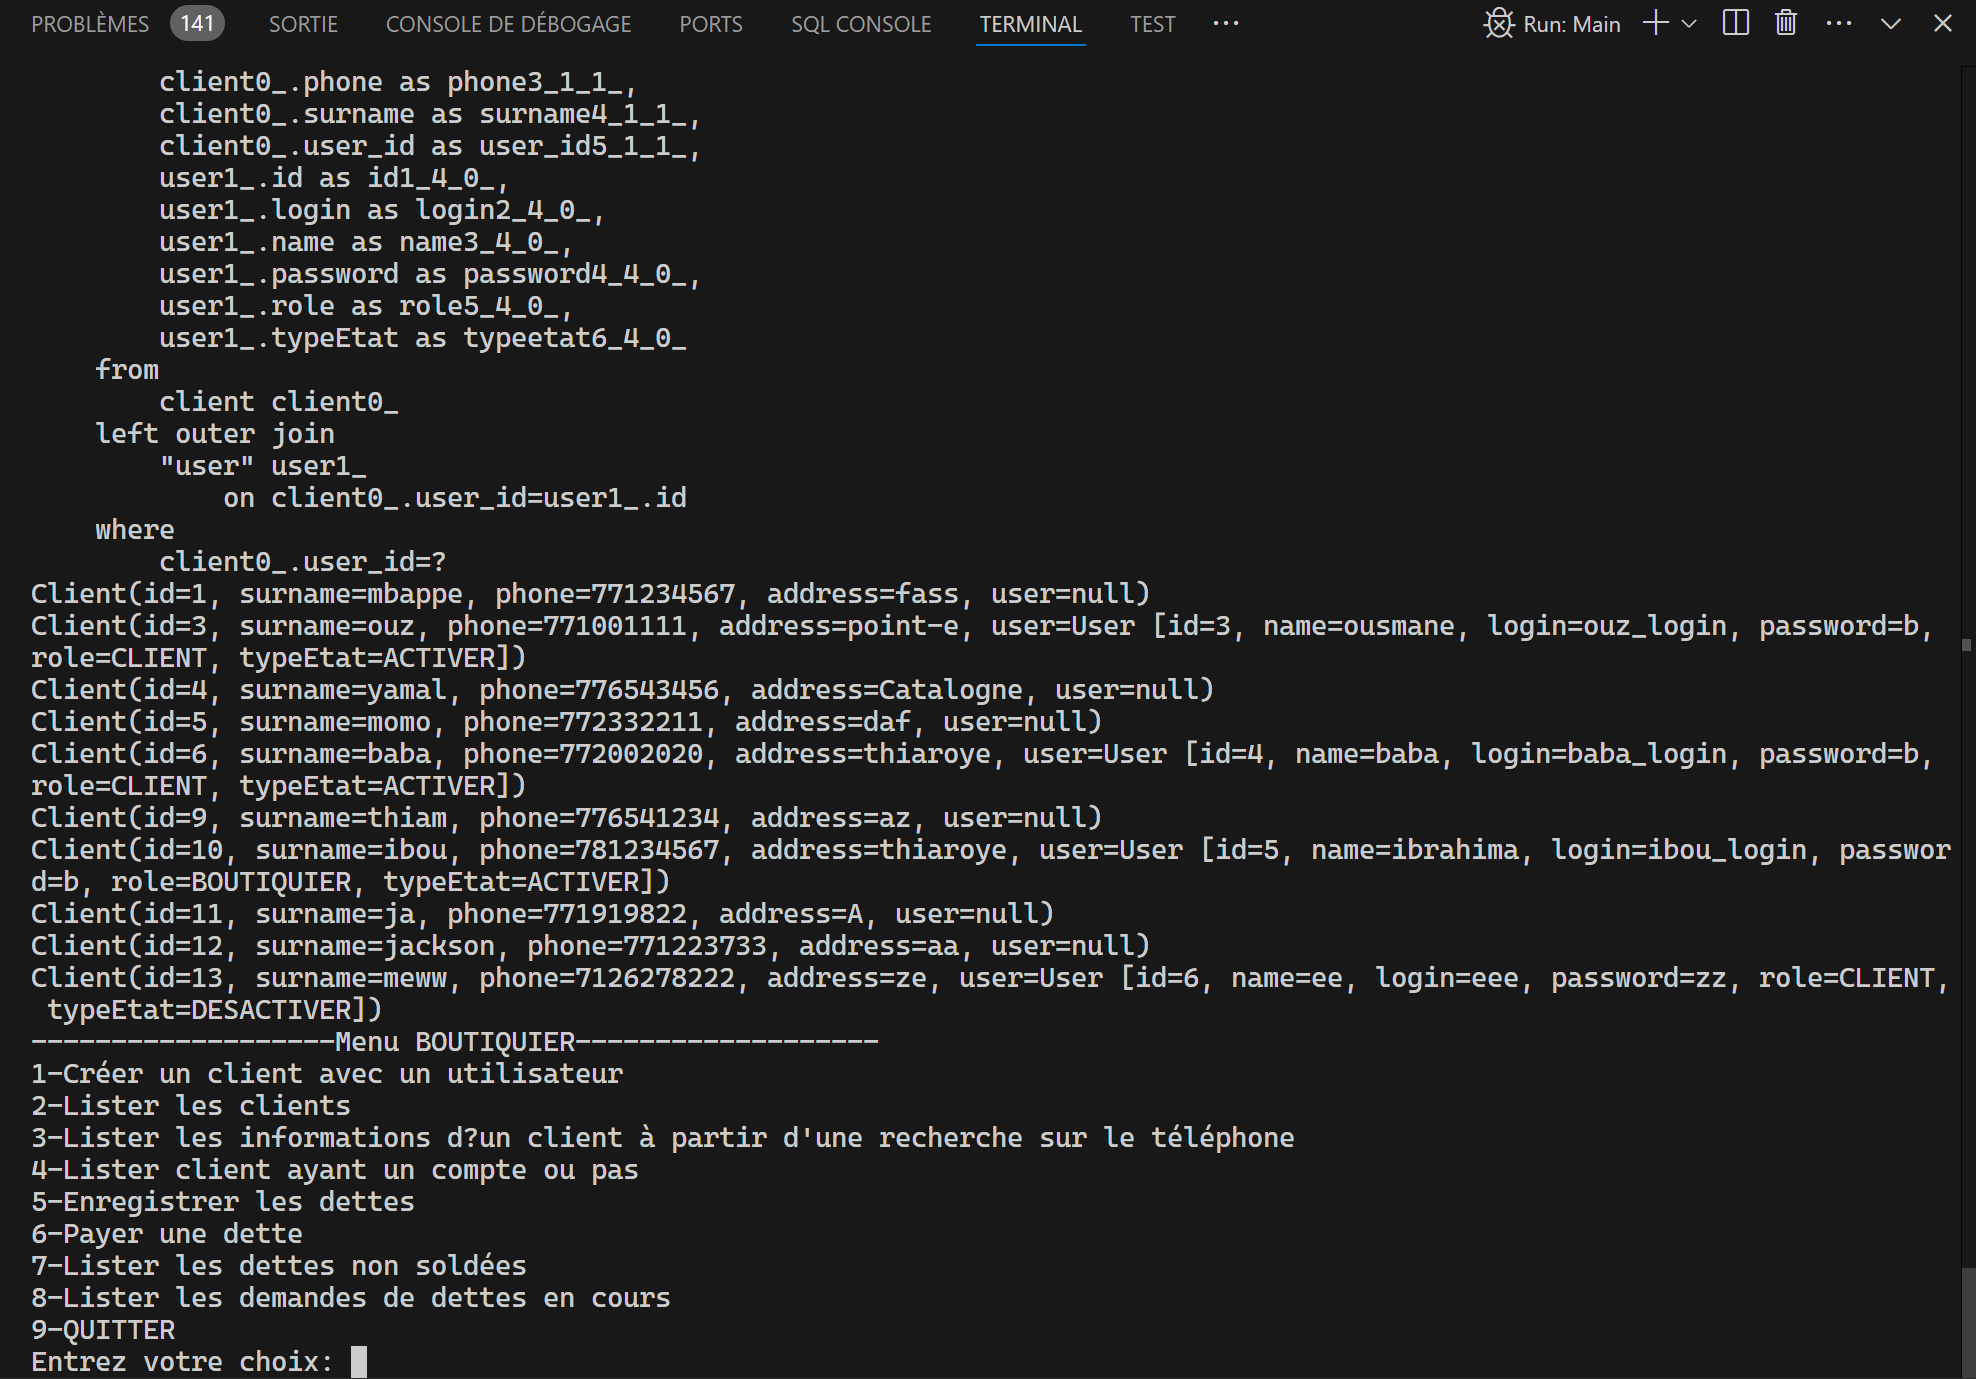 PROBLÈMES 141 SORTIE CONSOLE DE DÉBOGAGE PORTS SQL CONSOLE TERMINAL TEST ··· Run: Main
client0_.phone as phone3_1_1_,
client0_.surname as surname4_1_1_,
client0_.user_id as user_id5_1_1_,
user1_.id as id1_4_0_,
user1_.login as login2_4_0_,
user1_.name as name3_4_0_,
user1_.password as password4_4_0_,
user1_.role as role5_4_0_,
user1_.typeEtat as typeetat6_4_0_
from
client client0_
left outer join
"user" user1_
on client0_.user_id=user1_.id
where
client0_.user_id=?
Client(id=1, surname=mbappe, phone=771234567, address=fass, user=null)
Client(id=3, surname=ouz, phone=771001111, address=point-e, user=User [id=3, name=ousmane, login=ouz_login, password=b,
role=CLIENT, typeEtat=ACTIVER])
Client(id=4, surname=yamal, phone=776543456, address=Catalogne, user=null)
Client(id=5, surname=momo, phone=772332211, address=daf, user=null)
Client(id=6, surname=baba, phone=772002020, address=thiaroye, user=User [id=4, name=baba, login=baba_login, password=b,
role=CLIENT, typeEtat=ACTIVER])
Client(id=9, surname=thiam, phone=776541234, address=az, user=null)
Client(id=10, surname=ibou, phone=781234567, address=thiaroye, user=User [id=5, name=ibrahima, login=ibou_login, passwor
d=b, role=BOUTIQUIER, typeEtat=ACTIVER])
Client(id=11, surname=ja, phone=771919822, address=A, user=null)
Client(id=12, surname=jackson, phone=771223733, address=aa, user=null)
Client(id=13, surname=meww, phone=7126278222, address=ze, user=User [id=6, name=ee, login=eee, password=zz, role=CLIENT,
typeEtat=DESACTIVER])
-------------------Menu BOUTIQUIER-------------------
1-Créer un client avec un utilisateur
2-Lister les clients
3-Lister les informations d?un client à partir d'une recherche sur le téléphone
4-Lister client ayant un compte ou pas
5-Enregistrer les dettes
6-Payer une dette
7-Lister les dettes non soldées
8-Lister les demandes de dettes en cours
9-QUITTER
Entrez votre choix: